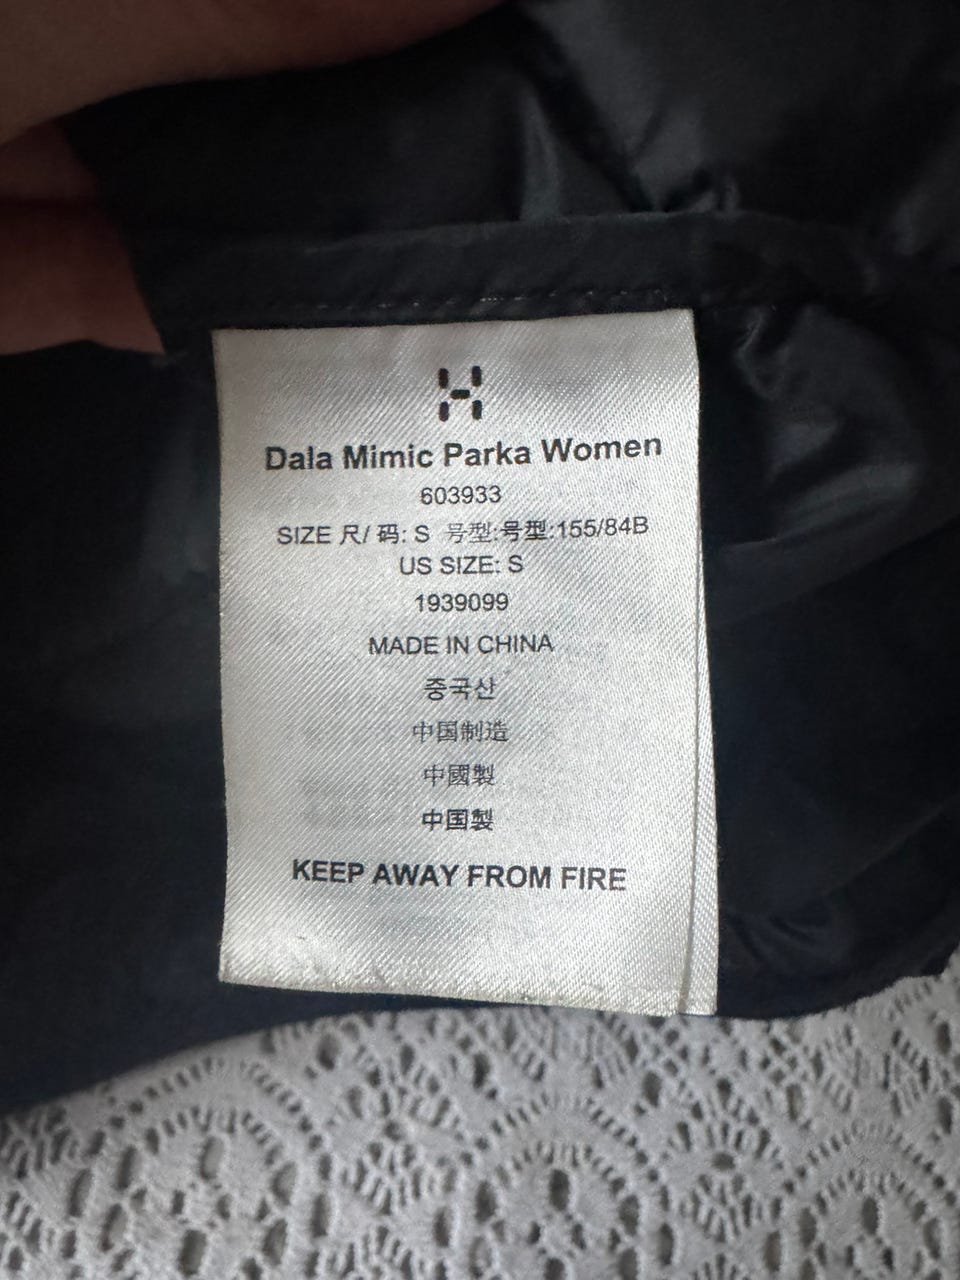 Dala Mimic Parka Women
603933
SIZE 尺/ 码: S 号型:号型:155/84B
US SIZE: S
1939099
MADE IN CHINA
중국산
中国制造
中國製
中国製
KEEP AWAY FROM FIRE